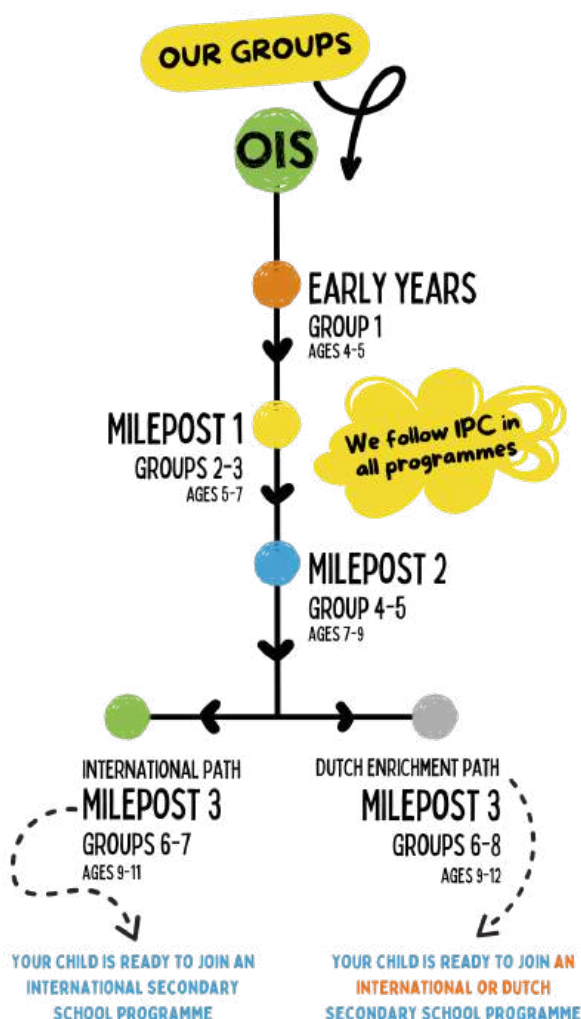 OUR GROUPS
OIS
EARLY YEARS
GROUP 1
AGES 4-5
MILEPOST 1
GROUPS 2-3
AGES 5-7
We follow IPC in
all programmes
MILEPOST 2
GROUP 4-5
AGES 7-9
INTERNATIONAL PATH
MILEPOST 3
GROUPS 6-7
AGES 9-11
DUTCH ENRICHMENT PATH
MILEPOST 3
GROUPS 6-8
AGES 9-12
YOUR CHILD IS READY TO JOIN AN
INTERNATIONAL SECONDARY
SCHOOL PROGRAMME
YOUR CHILD IS READY TO JOIN AN
INTERNATIONAL OR DUTCH
SECONDARY SCHOOL PROGRAMME